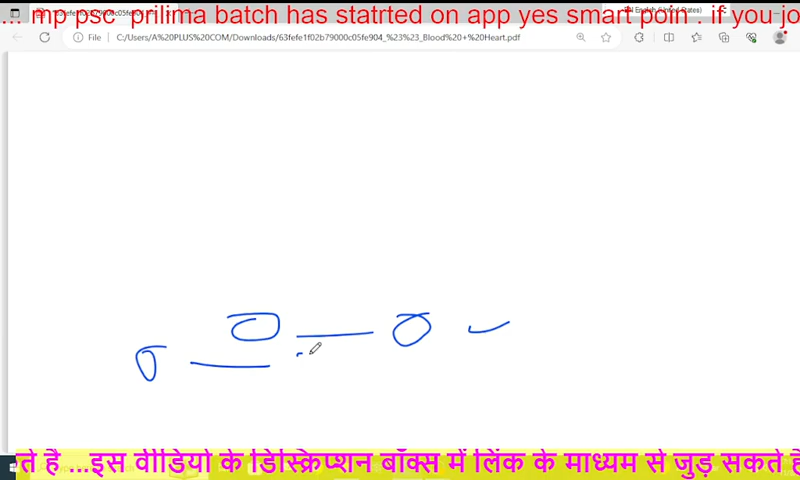 ... mp psc prilima batch has statrted on app yes smart poin . if you jo
File C:/Users/A%20PLUS%20COM/Downloads/63fefe1f02b79000c05fe904_%23%23_Blood%20+%20Heart.pdf
O — O
O —
ते है ...इस वीडियो के डिस्क्रिप्शन बॉक्स में लिंक के माध्यम से जुड़ सकते है